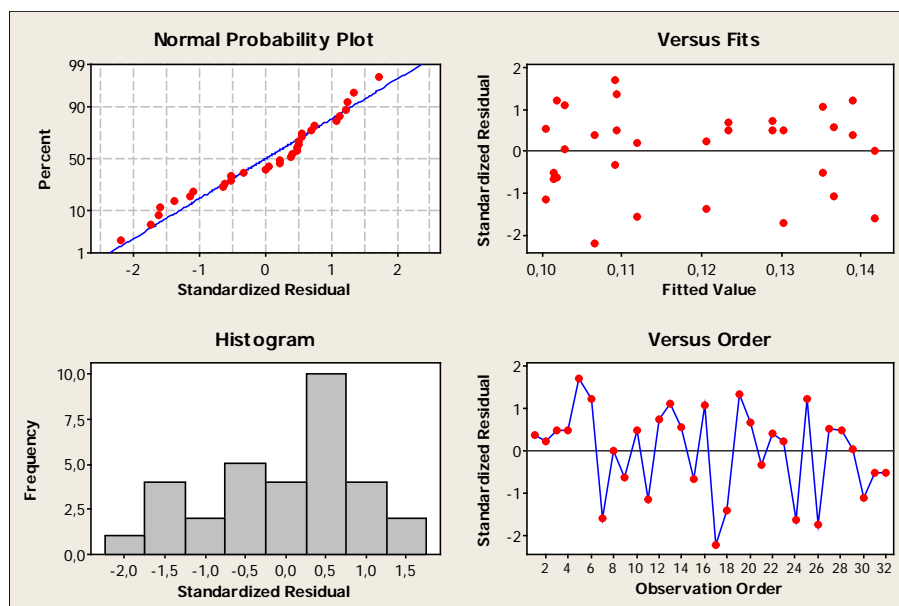 Normal Probability Plot
99
90
50
10
1
Percent
-2 -1 0 1 2
Standardized Residual
Versus Fits
2
1
0
-1
-2
Standardized Residual
0,10 0,11 0,12 0,13 0,14
Fitted Value
Histogram
10,0
7,5
5,0
2,5
0,0
Frequency
-2,0 -1,5 -1,0 -0,5 0,0 0,5 1,0 1,5
Standardized Residual
Versus Order
2
1
0
-1
-2
Standardized Residual
2 4 6 8 10 12 14 16 18 20 22 24 26 28 30 32
Observation Order